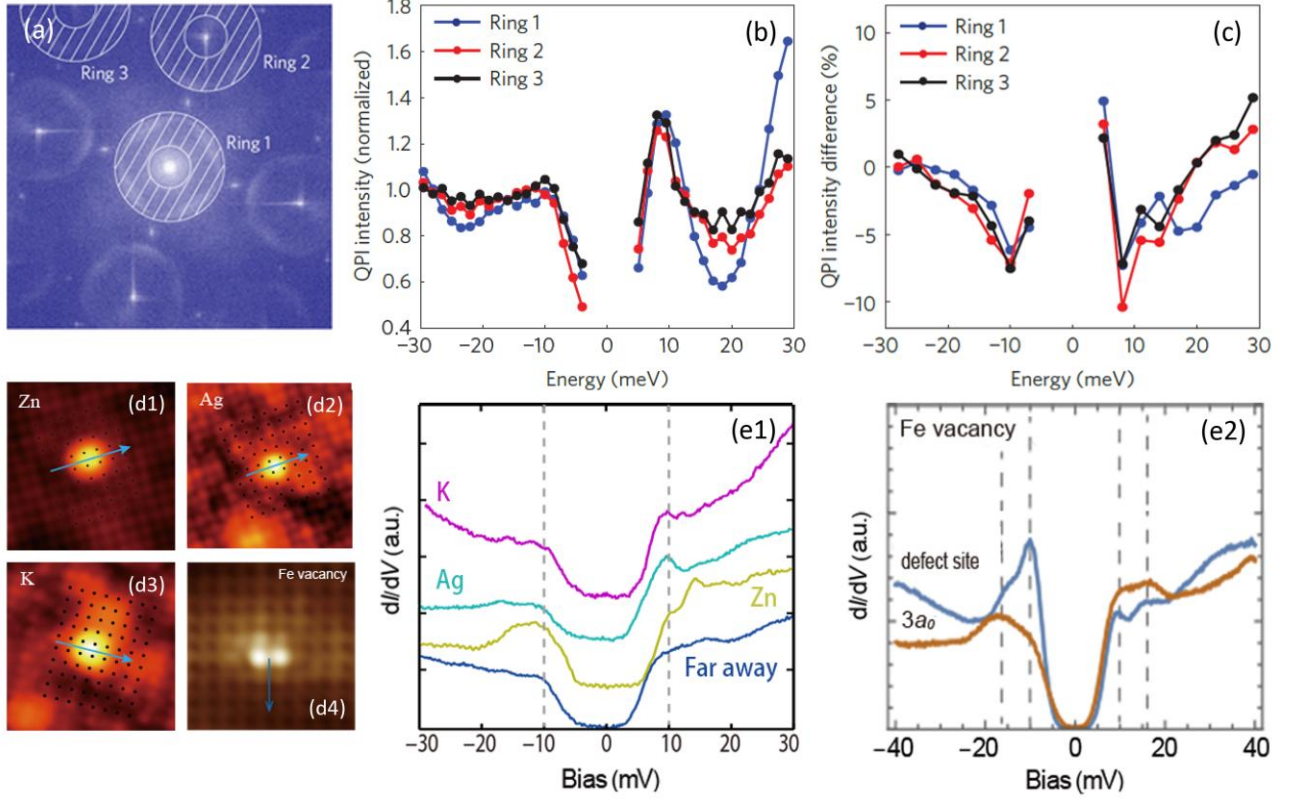 (a)
Ring 3
Ring 2
Ring 1
QPI intensity (normalized)
1.8
1.6
1.4
1.2
1.0
0.8
0.6
0.4
Ring 1
Ring 2
Ring 3
(b)
−30 −20 −10 0 10 20 30
Energy (meV)
QPI intensity difference (%)
10
5
0
−5
−10
Ring 1
Ring 2
Ring 3
(c)
−30 −20 −10 0 10 20 30
Energy (meV)
Zn (d1)
Ag (d2)
K (d3)
Fe vacancy
(d4)
dI/dV (a.u.)
(e1)
K
Ag
Zn
Far away
−30 −20 −10 0 10 20 30
Bias (mV)
dI/dV (a.u.)
Fe vacancy (e2)
defect site
3a₀
−40 −20 0 20 40
Bias (mV)